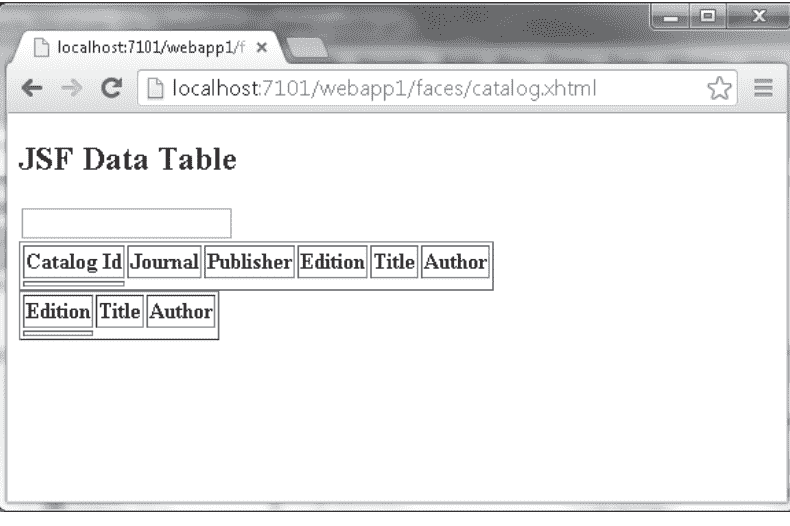 localhost:7101/webapp1/f
localhost:7101/webapp1/faces/catalog.xhtml
JSF Data Table
Catalog Id Journal Publisher Edition Title Author
Edition Title Author